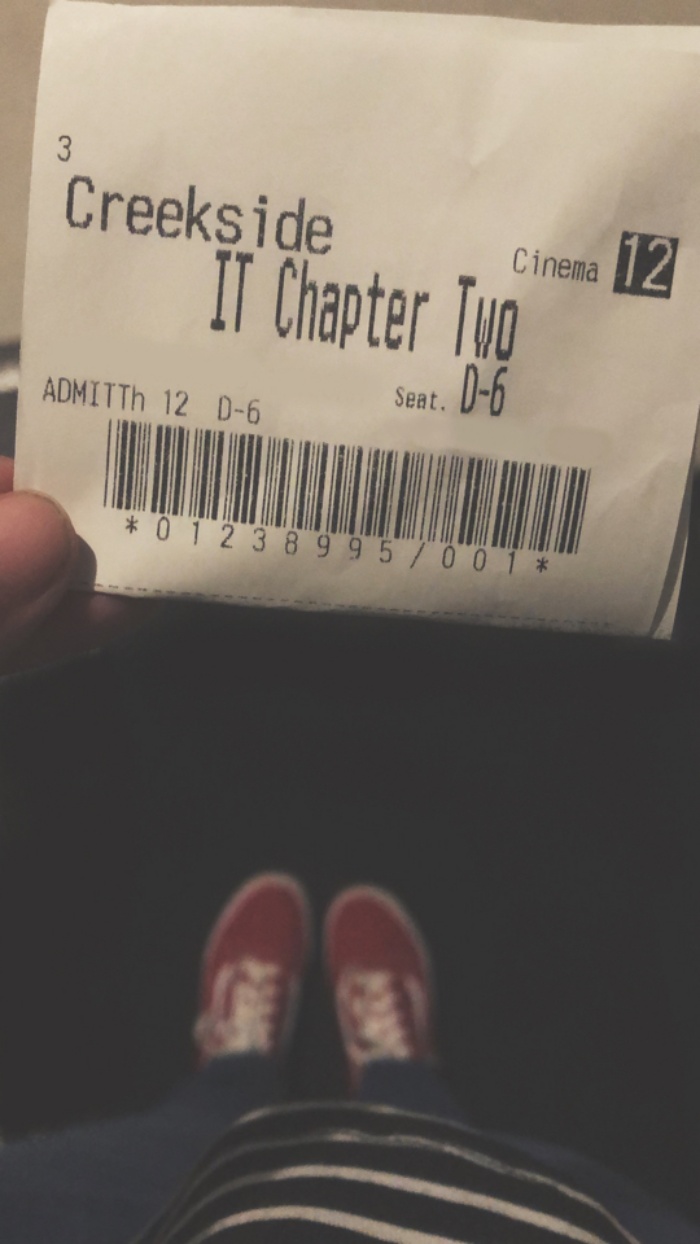 3
Creekside
Cinema 12
IT Chapter Two
Seat. D-6
ADMITTh 12 D-6
*01238995/001*